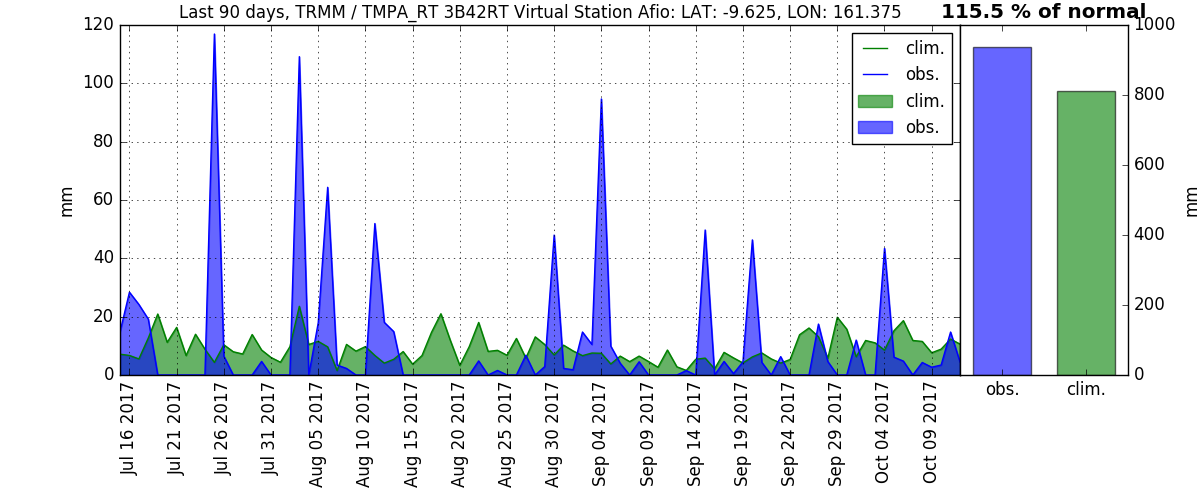 Last 90 days, TRMM / TMPA_RT 3B42RT Virtual Station Afio: LAT: -9.625, LON: 161.375
115.5 % of normal
120
100
80
60
40
20
0
mm
clim.
obs.
clim.
obs.
Jul 16 2017
Jul 21 2017
Jul 26 2017
Jul 31 2017
Aug 05 2017
Aug 10 2017
Aug 15 2017
Aug 20 2017
Aug 25 2017
Aug 30 2017
Sep 04 2017
Sep 09 2017
Sep 14 2017
Sep 19 2017
Sep 24 2017
Sep 29 2017
Oct 04 2017
Oct 09 2017
1000
800
600
400
200
0
mm
obs.
clim.